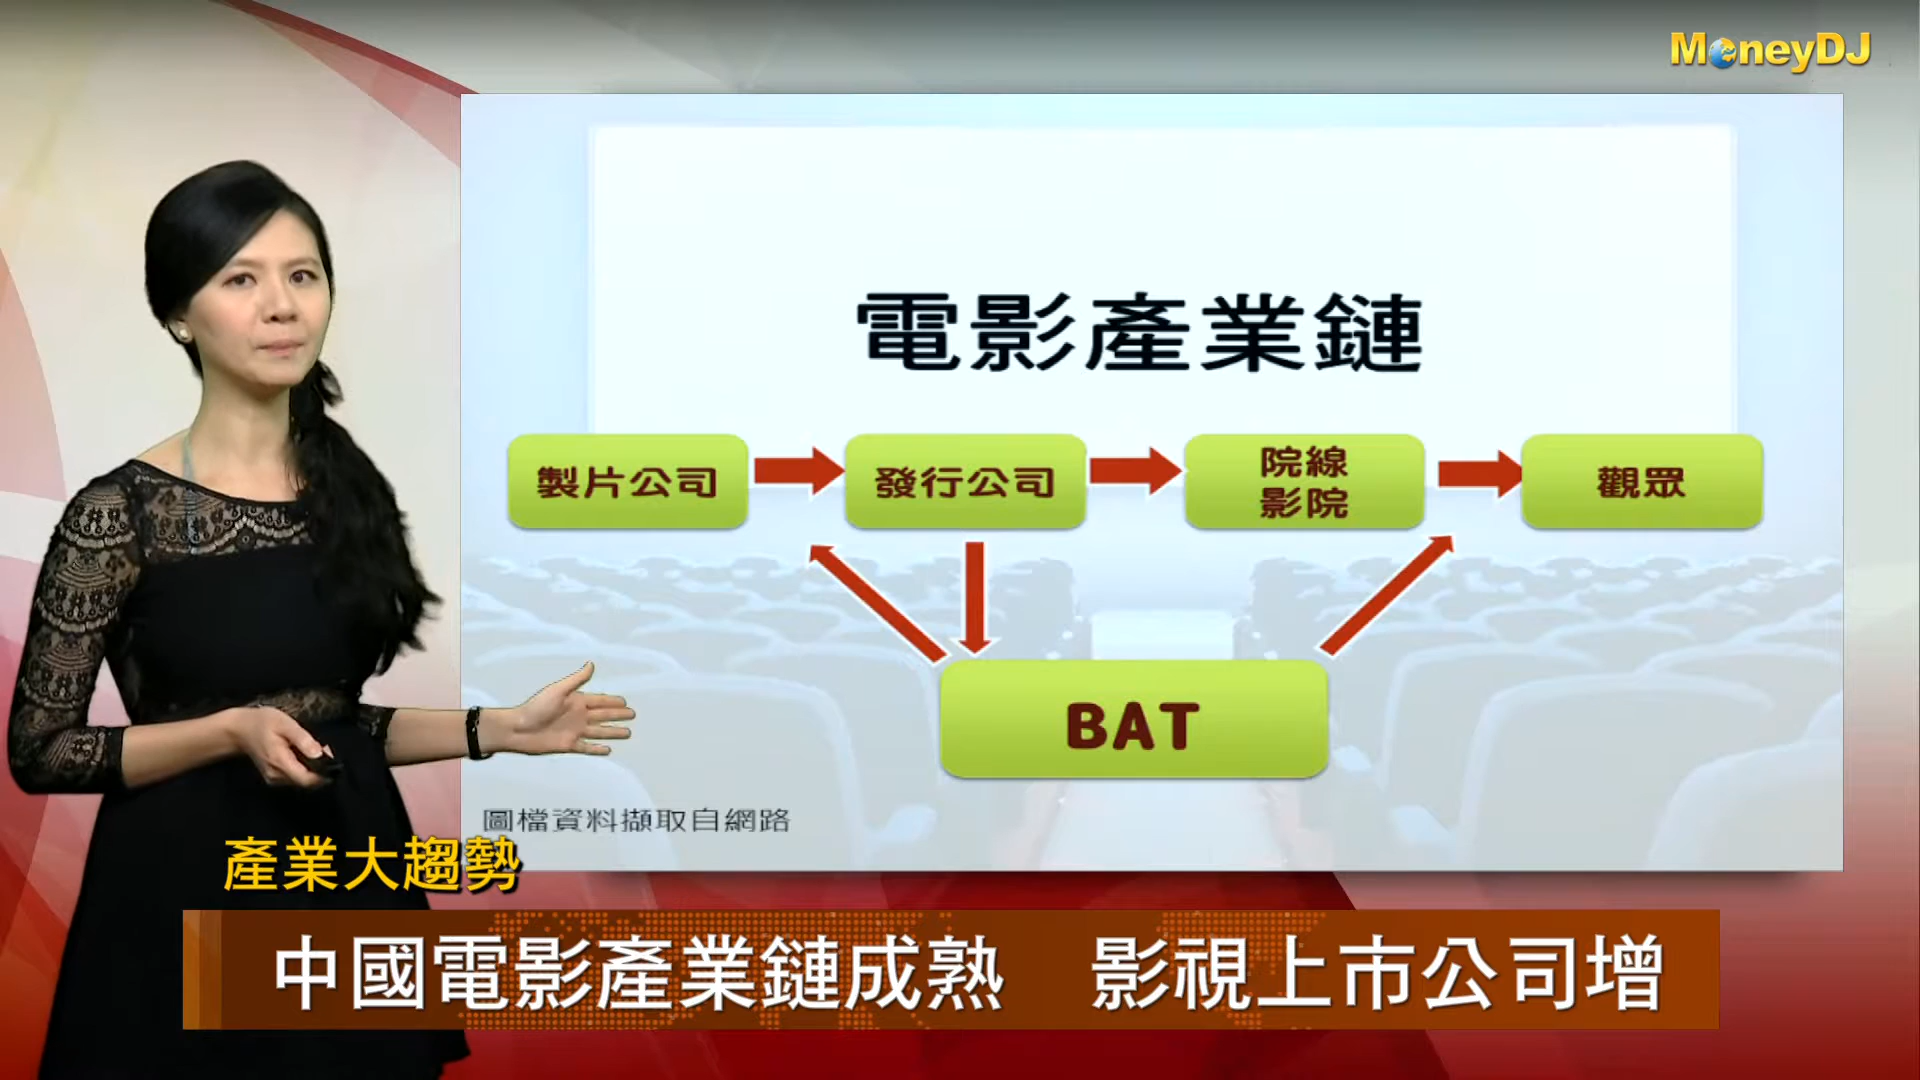 MoneyDJ
電影產業鏈
製片公司
發行公司
院線
影院
觀眾
BAT
圖檔資料擷取自網路
產業大趨勢
中國電影產業鏈成熟 影視上市公司增